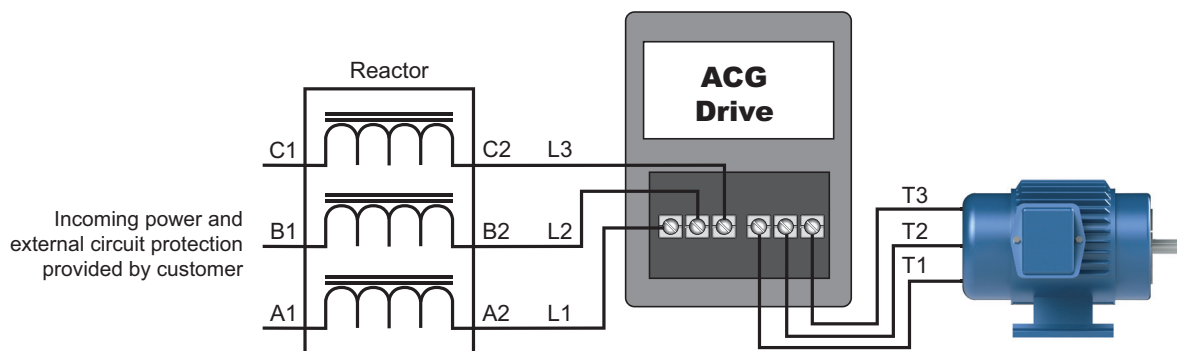 Reactor
ACG
Drive
C1
C2
L3
Incoming power and
external circuit protection
provided by customer
B1
B2
L2
A1
A2
L1
T3
T2
T1